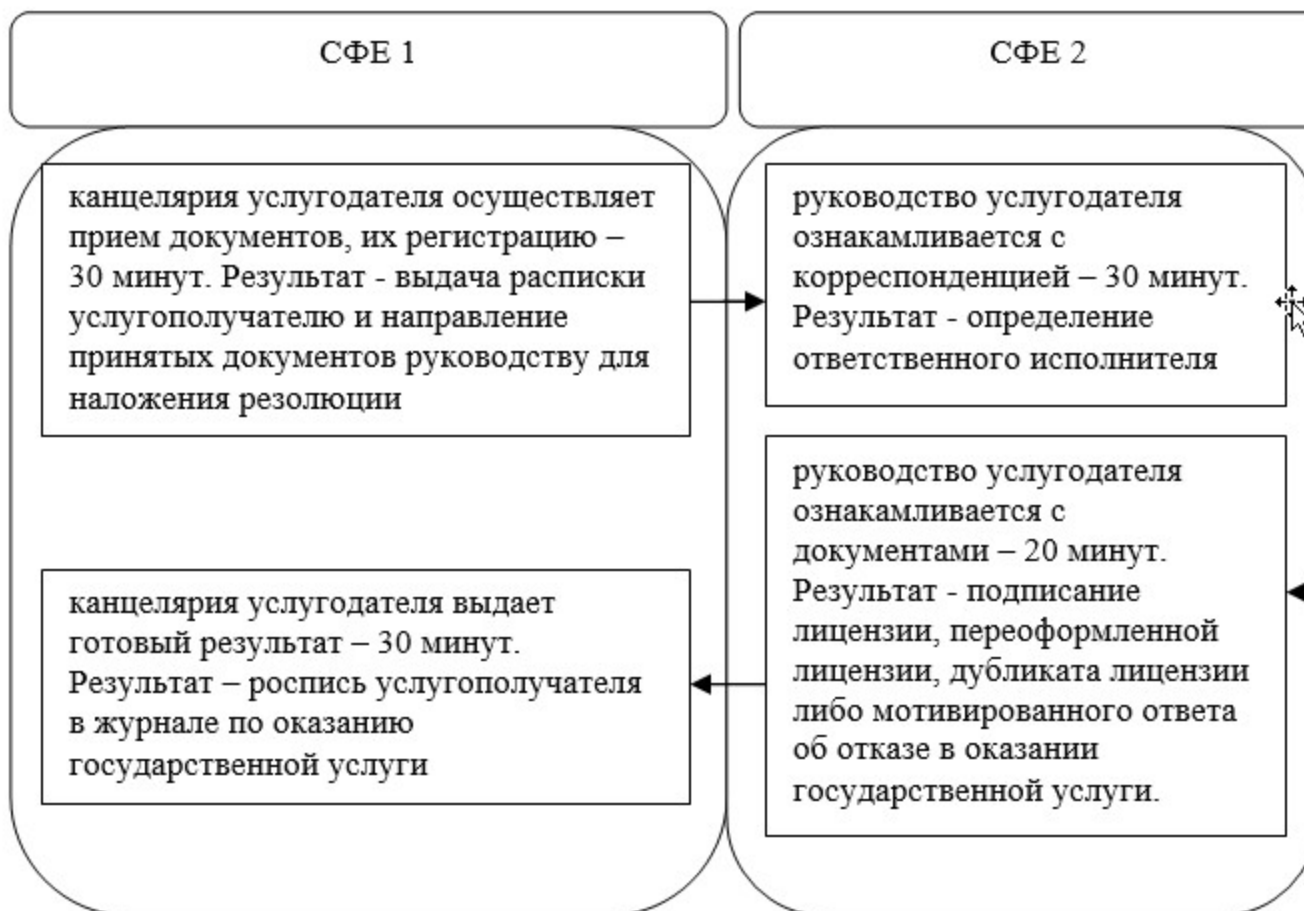 СФЕ 1
канцелярия услугодателя осуществляет
прием документов, их регистрацию –
30 минут. Результат - выдача расписки
услугополучателю и направление
принятых документов руководству для
наложения резолюции
канцелярия услугодателя выдает
готовый результат – 30 минут.
Результат – роспись услугополучателя
в журнале по оказанию
государственной услуги
СФЕ 2
руководство услугодателя
ознакамливается с
корреспонденцией – 30 минут.
Результат - определение
ответственного исполнителя
руководство услугодателя
ознакамливается с
документами – 20 минут.
Результат - подписание
лицензии, переоформленной
лицензии, дубликата лицензии
либо мотивированного ответа
об отказе в оказании
государственной услуги.